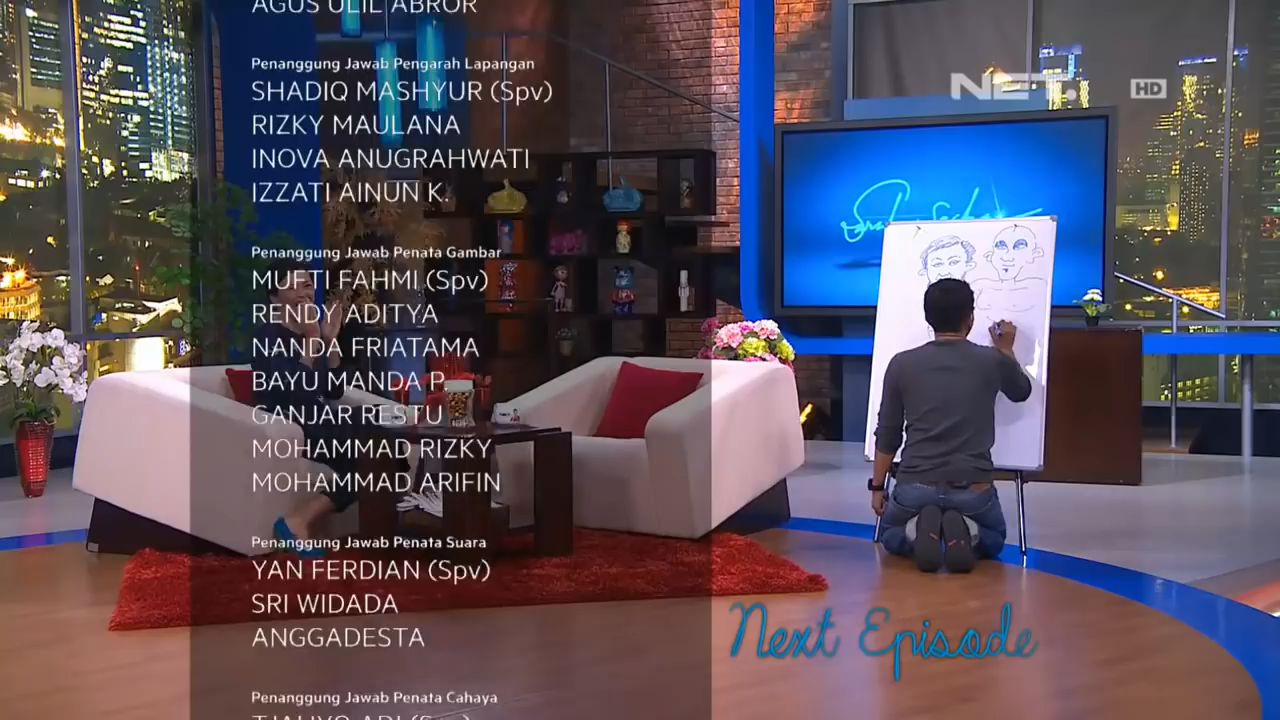 AGUS ULIL ABROR
Penanggung Jawab Pengarah Lapangan
SHADIQ MASHYUR (Spv)
RIZKY MAULANA
INOVA ANUGRAHWATI
IZZATI AINUN K.
Penanggung Jawab Penata Gambar
MUFTI FAHMI (Spv)
RENDY ADITYA
NANDA FRIATAMA
BAYU MANDA P.
GANJAR RESTU
MOHAMMAD RIZKY
MOHAMMAD ARIFIN
Penanggung Jawab Penata Suara
YAN FERDIAN (Spv)
SRI WIDADA
ANGGADESTA
Penanggung Jawab Penata Cahaya
NET.
HD
Next Episode